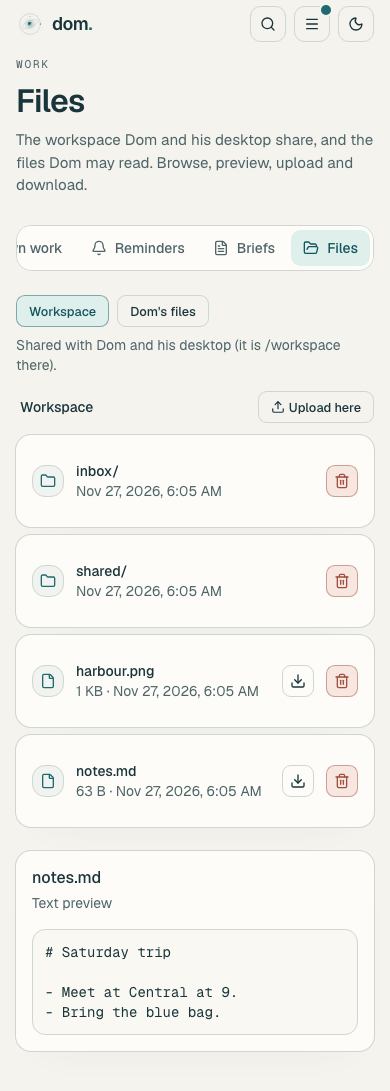 dom.
WORK
Files
The workspace Dom and his desktop share, and the
files Dom may read. Browse, preview, upload and
download.
work
Reminders
Briefs
Files
Workspace
Dom's files
Shared with Dom and his desktop (it is /workspace
there).
Workspace
Upload here
inbox/
Nov 27, 2026, 6:05 AM
shared/
Nov 27, 2026, 6:05 AM
harbour.png
1 KB · Nov 27, 2026, 6:05 AM
notes.md
63 B · Nov 27, 2026, 6:05 AM
notes.md
Text preview
# Saturday trip
- Meet at Central at 9.
- Bring the blue bag.